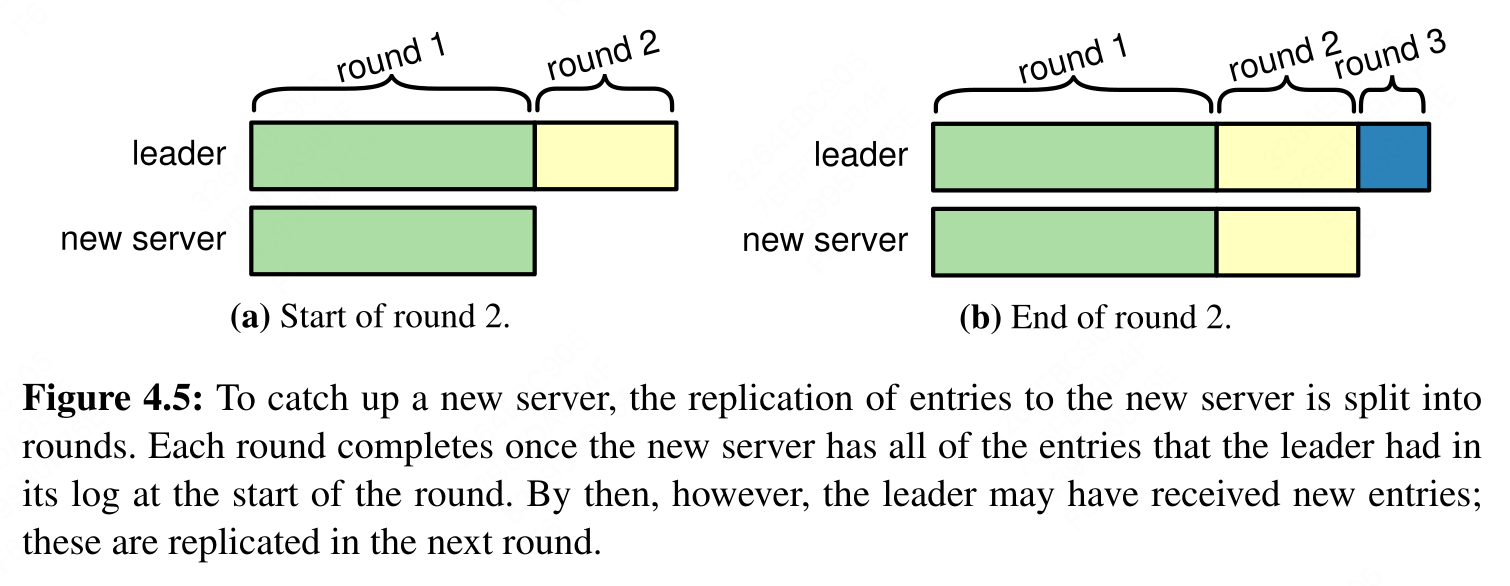 round 1
round 2
leader
new server
(a) Start of round 2.
round 1
round 2
round 3
leader
new server
(b) End of round 2.
Figure 4.5: To catch up a new server, the replication of entries to the new server is split into
rounds. Each round completes once the new server has all of the entries that the leader had in
its log at the start of the round. By then, however, the leader may have received new entries;
these are replicated in the next round.